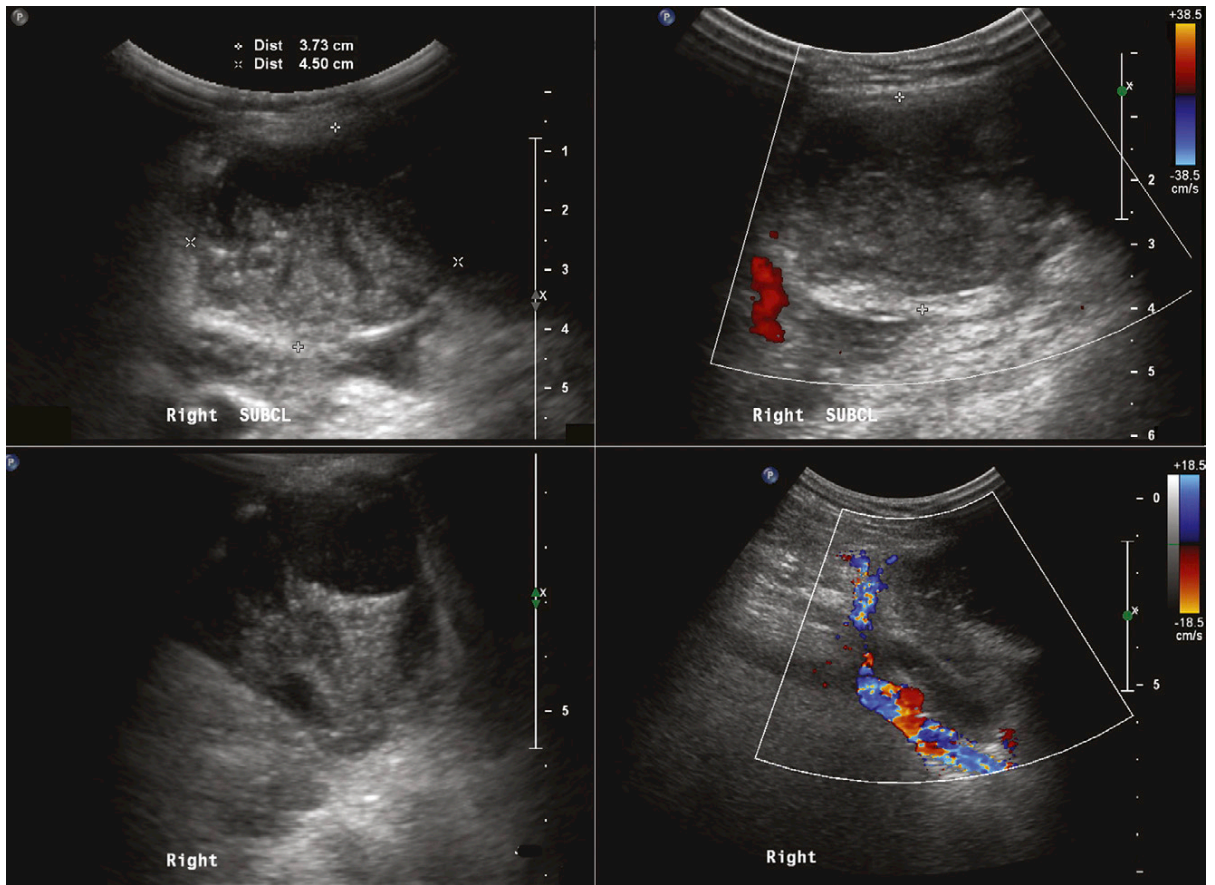 P
Dist 3.73 cm
Dist 4.50 cm
1
2
3
X
4
5
Right SUBCL
P
+38.5
-38.5
cm/s
X
2
3
4
5
6
Right SUBCL
P
X
5
Right
P
+18.5
-18.5
cm/s
0
X
5
Right